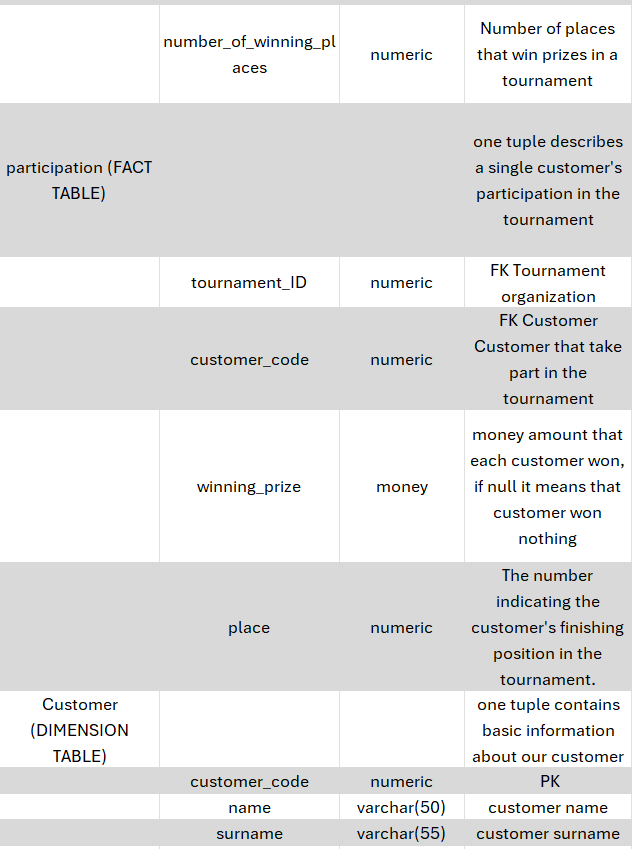 number_of_winning_pl
aces
numeric
Number of places
that win prizes in a
tournament
participation (FACT
TABLE)
one tuple describes
a single customer's
participation in the
tournament
tournament_ID
numeric
FK Tournament
organization
customer_code
numeric
FK Customer
Customer that take
part in the
tournament
winning_prize
money
money amount that
each customer won,
if null it means that
customer won
nothing
place
numeric
The number
indicating the
customer's finishing
position in the
tournament.
Customer
(DIMENSION
TABLE)
one tuple contains
basic information
about our customer
customer_code
numeric
PK
name
varchar(50)
customer name
surname
varchar(55)
customer surname